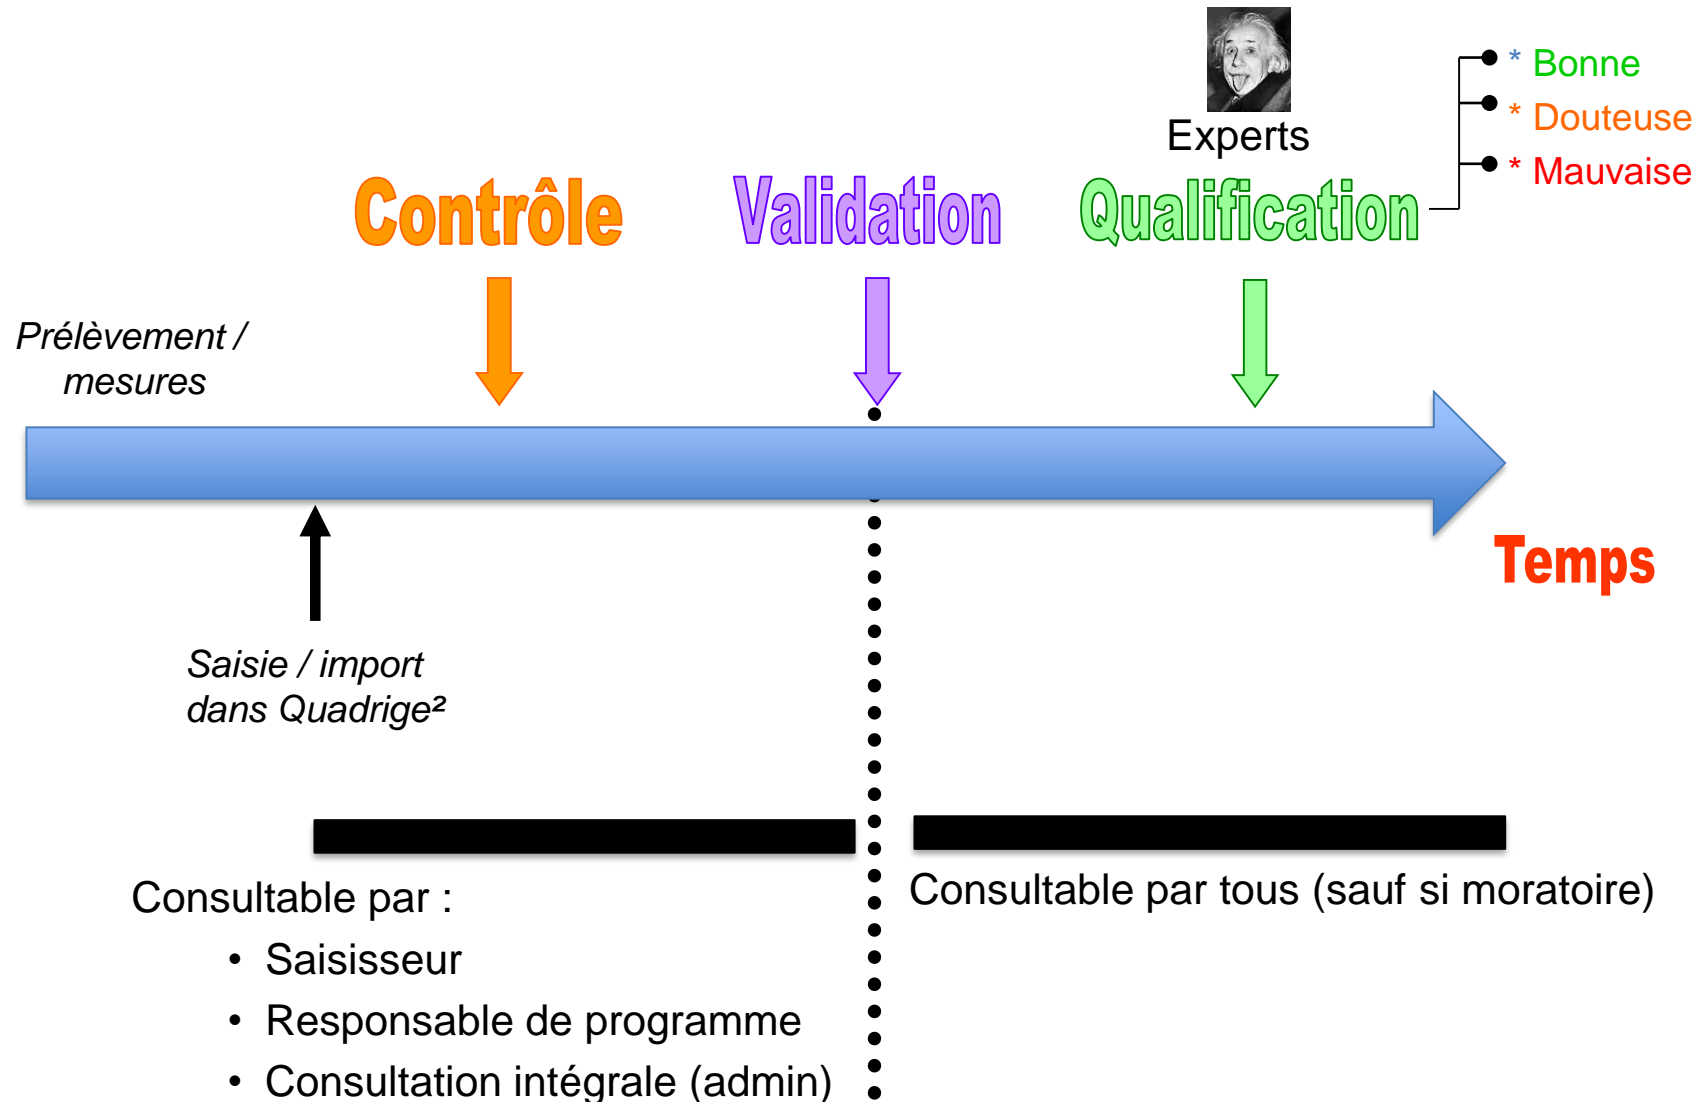 Experts
* Bonne
* Douteuse
* Mauvaise
Contrôle
Validation
Qualification
Prélèvement /
mesures
Temps
Saisie / import
dans Quadrige²
Consultable par :
• Saisisseur
• Responsable de programme
• Consultation intégrale (admin)
Consultable par tous (sauf si moratoire)